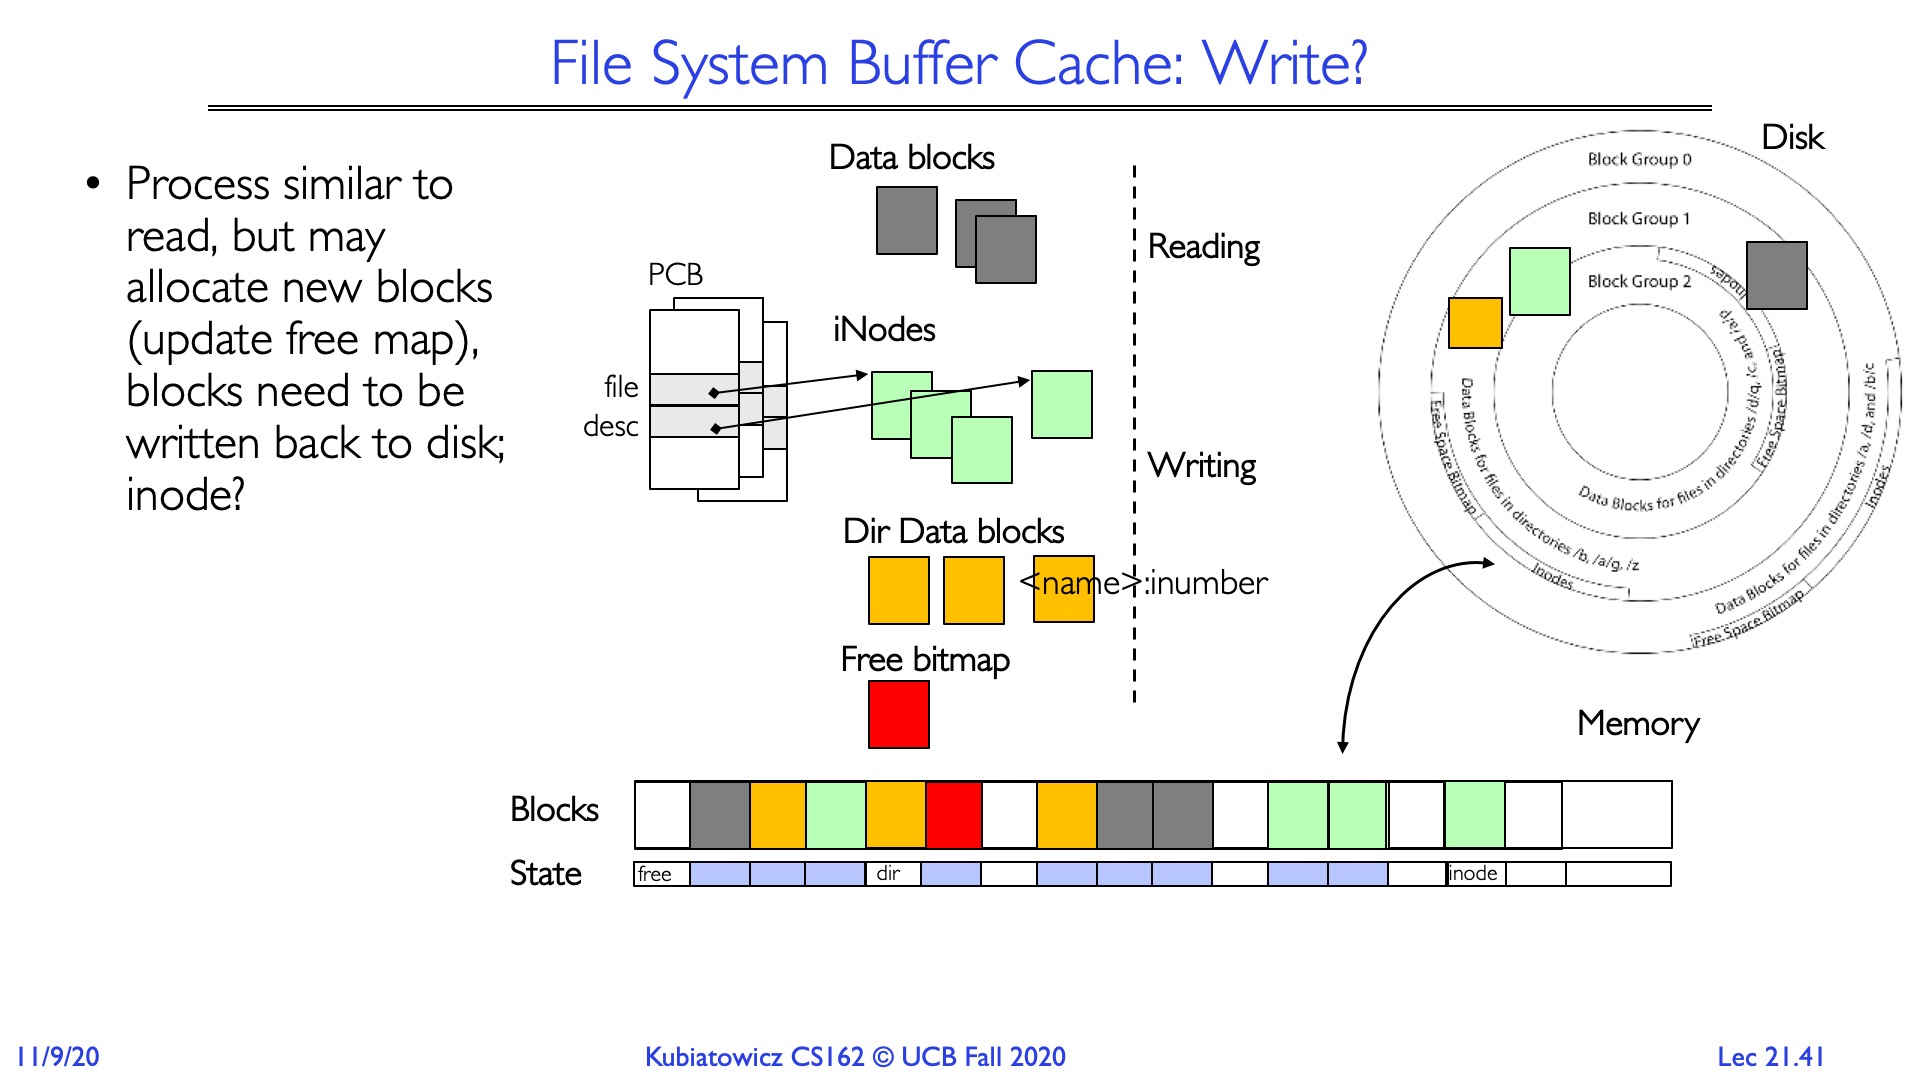 File System Buffer Cache: Write?
• Process similar to
read, but may
allocate new blocks
(update free map),
blocks need to be
written back to disk;
inode?
Data blocks
PCB
file
desc
iNodes
Dir Data blocks
<name>:inumber
Free bitmap
Reading
Writing
Disk
Block Group 0
Block Group 1
Block Group 2
Inodes
Free Space Bitmap
Data Blocks for files in directories /d/q, /c, and /a/p
Data Blocks for files in directories /b, /a/g, /z
Free Space Bitmap
Inodes
Data Blocks for files in directories /a, /d, and /b/c
Inodes
Free Space Bitmap
Memory
Blocks
State
free
dir
inode
11/9/20
Kubiatowicz CS162 © UCB Fall 2020
Lec 21.41